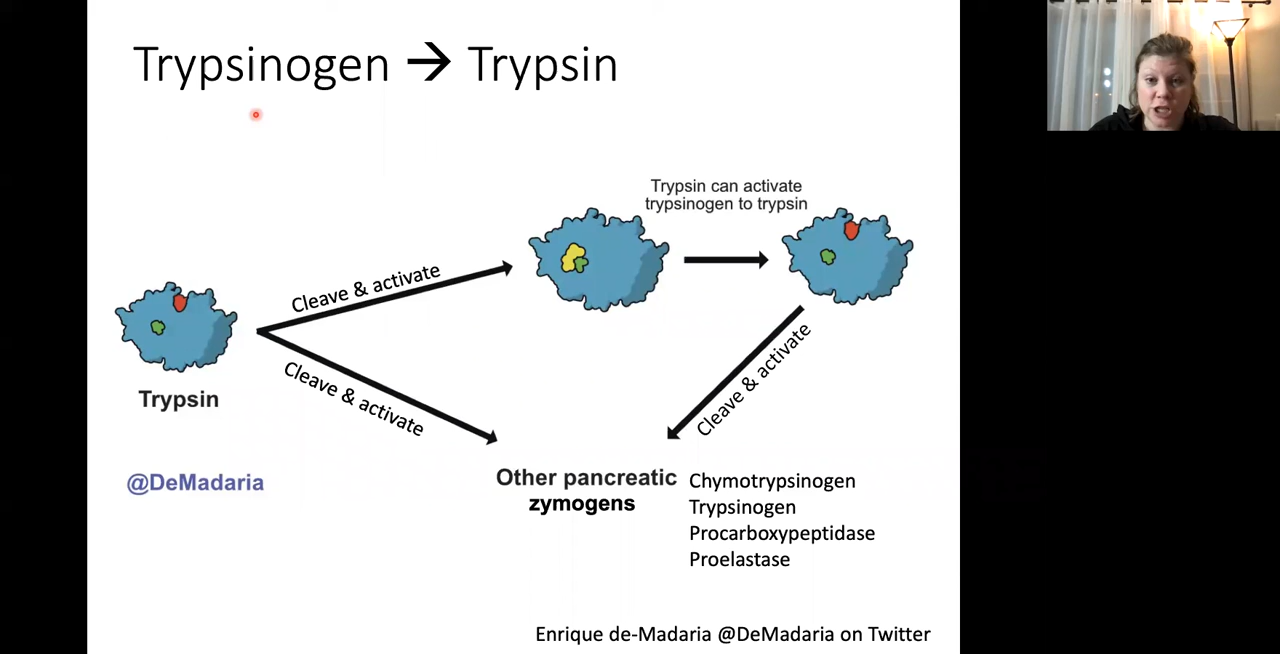 Trypsinogen → Trypsin
Trypsin can activate
trypsinogen to trypsin
Cleave & activate
Cleave & activate
Cleave & activate
Trypsin
@DeMadaria
Other pancreatic
zymogens
Chymotrypsinogen
Trypsinogen
Procarboxypeptidase
Proelastase
Enrique de-Madaria @DeMadaria on Twitter